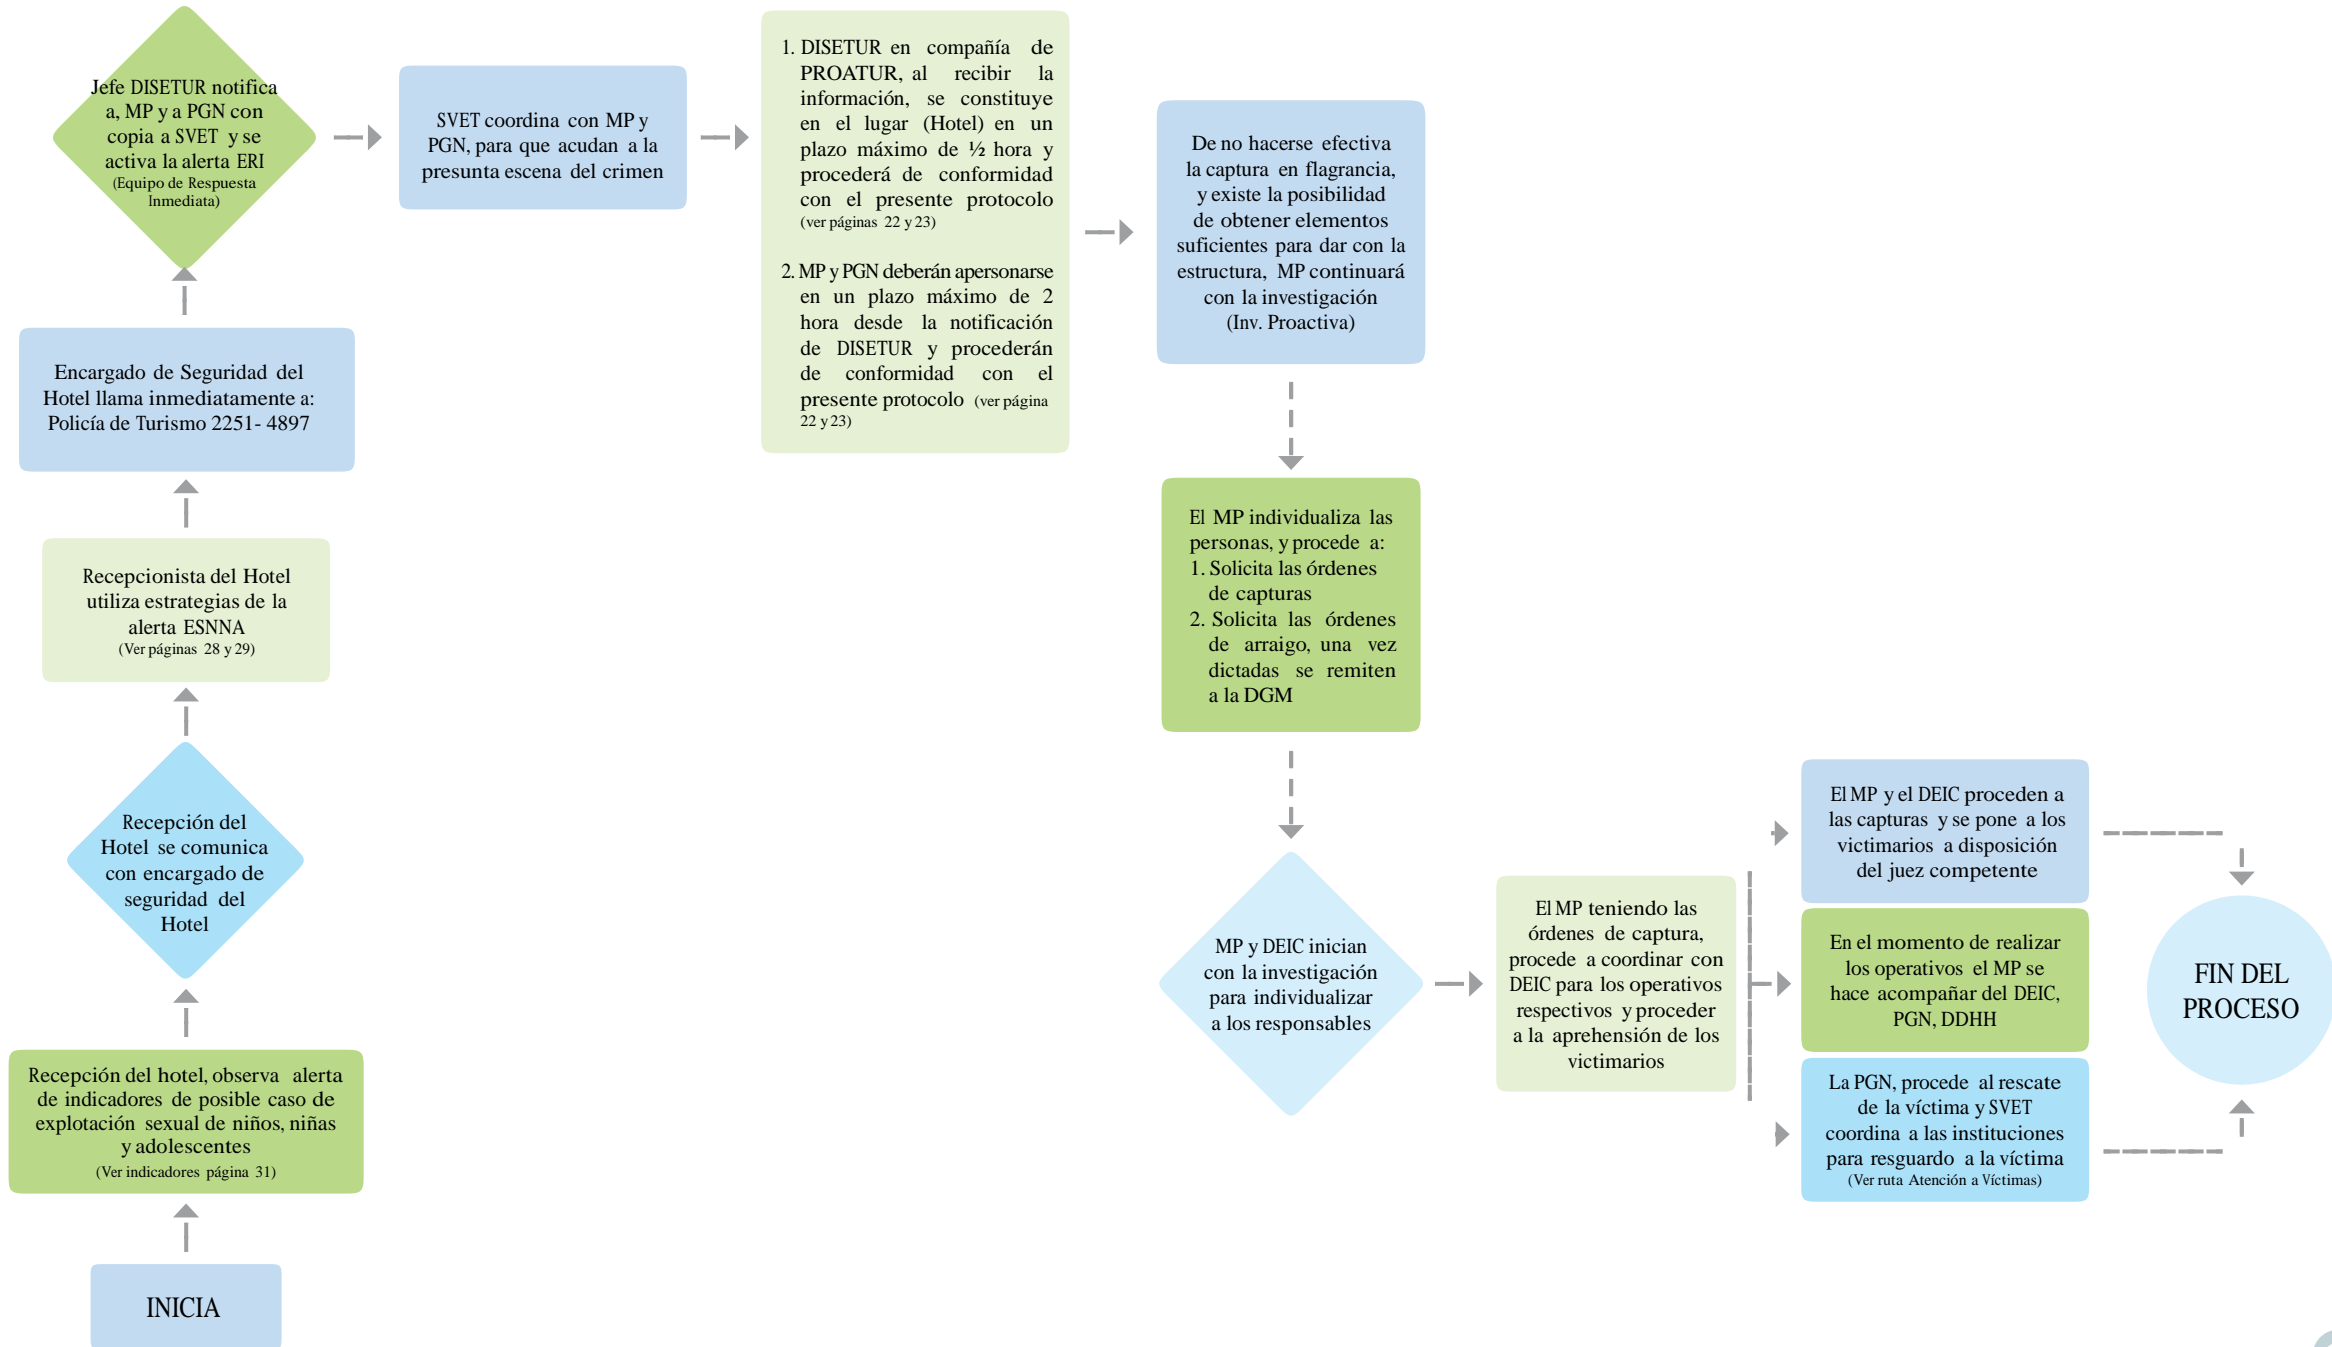 INICIA
Recepción del hotel, observa alerta
de indicadores de posible caso de
explotación sexual de niños, niñas
y adolescentes
(Ver indicadores página 31)
Recepción del
Hotel se comunica
con encargado de
seguridad del
Hotel
Recepcionista del Hotel
utiliza estrategias de la
alerta ESNNA
(Ver páginas 28 y 29)
Encargado de Seguridad del
Hotel llama inmediatamente a:
Policía de Turismo 2251- 4897
Jefe DISETUR notifica
a, MP y a PGN con
copia a SVET y se
activa la alerta ERI
(Equipo de Respuesta
Inmediata)
SVET coordina con MP y
PGN, para que acudan a la
presunta escena del crimen
1. DISETUR en compañía de
PROATUR, al recibir la
información, se constituye
en el lugar (Hotel) en un
plazo máximo de ½ hora y
procederá de conformidad
con el presente protocolo
(ver páginas 22 y 23)
2. MP y PGN deberán apersonarse
en un plazo máximo de 2
hora desde la notificación
de DISETUR y procederán
de conformidad con el
presente protocolo (ver página
22 y 23)
De no hacerse efectiva
la captura en flagrancia,
y existe la posibilidad
de obtener elementos
suficientes para dar con la
estructura, MP continuará
con la investigación
(Inv. Proactiva)
El MP individualiza las
personas, y procede a:
1. Solicita las órdenes
de capturas
2. Solicita las órdenes
de arraigo, una vez
dictadas se remiten
a la DGM
MP y DEIC inician
con la investigación
para individualizar
a los responsables
El MP teniendo las
órdenes de captura,
procede a coordinar con
DEIC para los operativos
respectivos y proceder
a la aprehensión de los
victimarios
El MP y el DEIC proceden a
las capturas y se pone a los
victimarios a disposición
del juez competente
En el momento de realizar
los operativos el MP se
hace acompañar del DEIC,
PGN, DDHH
La PGN, procede al rescate
de la víctima y SVET
coordina a las instituciones
para resguardo a la víctima
(Ver ruta Atención a Víctimas)
FIN DEL
PROCESO